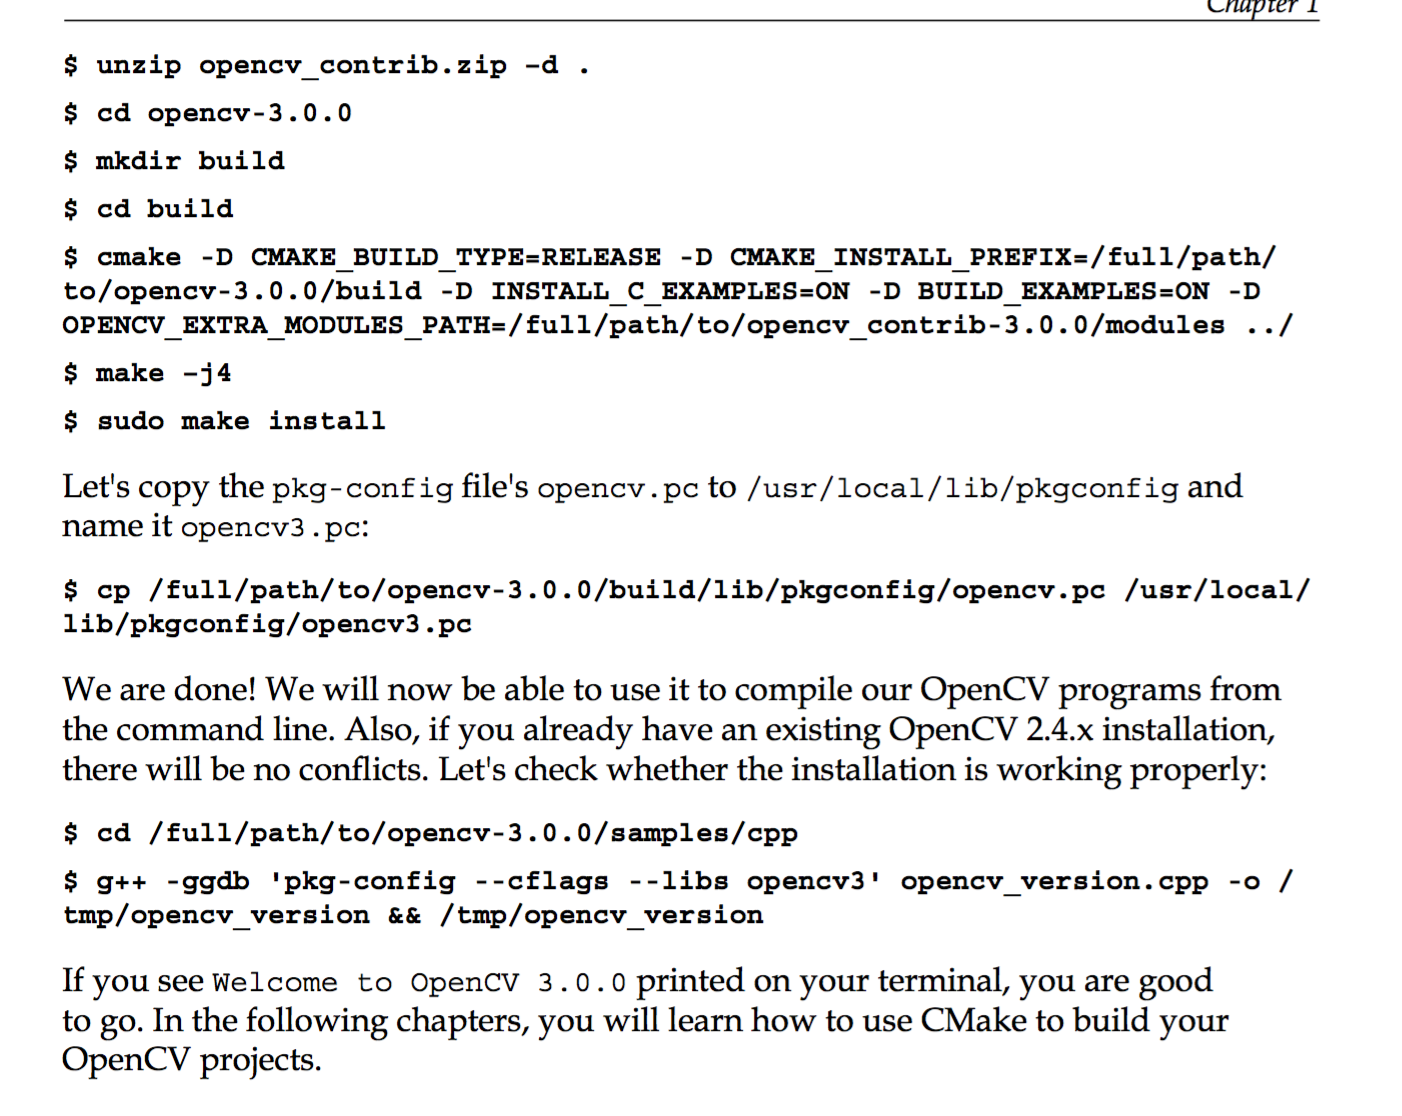 Chapter 1
$ unzip opencv_contrib.zip –d .
$ cd opencv-3.0.0
$ mkdir build
$ cd build
$ cmake -D CMAKE_BUILD_TYPE=RELEASE -D CMAKE_INSTALL_PREFIX=/full/path/
to/opencv-3.0.0/build -D INSTALL_C_EXAMPLES=ON -D BUILD_EXAMPLES=ON -D
OPENCV_EXTRA_MODULES_PATH=/full/path/to/opencv_contrib-3.0.0/modules ../
$ make –j4
$ sudo make install
Let's copy the pkg-config file's opencv.pc to /usr/local/lib/pkgconfig and
name it opencv3.pc:
$ cp /full/path/to/opencv-3.0.0/build/lib/pkgconfig/opencv.pc /usr/local/
lib/pkgconfig/opencv3.pc
We are done! We will now be able to use it to compile our OpenCV programs from
the command line. Also, if you already have an existing OpenCV 2.4.x installation,
there will be no conflicts. Let's check whether the installation is working properly:
$ cd /full/path/to/opencv-3.0.0/samples/cpp
$ g++ -ggdb 'pkg-config --cflags --libs opencv3' opencv_version.cpp -o /
tmp/opencv_version && /tmp/opencv_version
If you see Welcome to OpenCV 3.0.0 printed on your terminal, you are good
to go. In the following chapters, you will learn how to use CMake to build your
OpenCV projects.